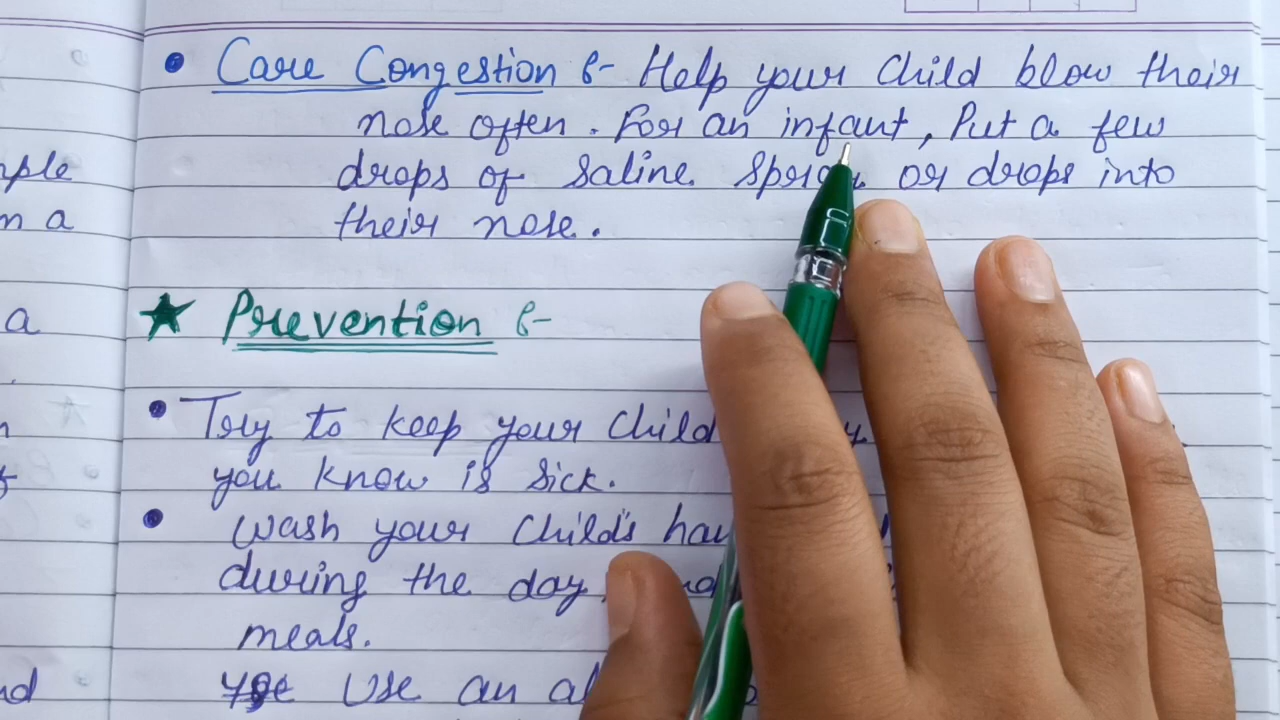 • Care Congestion :- Help your Child blow their
nose often. For an infant, Put a few
drops of Saline Spray or drops into
their nose.
★ Prevention :-
• Try to keep your Child
you know is Sick.
• Wash your Child's
during the day,
meals.
Use an
mple
n a
a